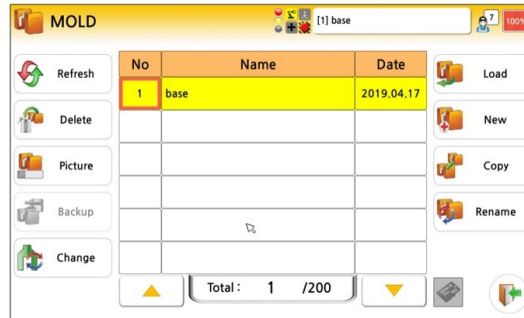 MOLD
[1] base
7
100%
Refresh
Delete
Picture
Backup
Change
No Name Date
1 base 2019.04.17
Total : 1 /200
Load
New
Copy
Rename